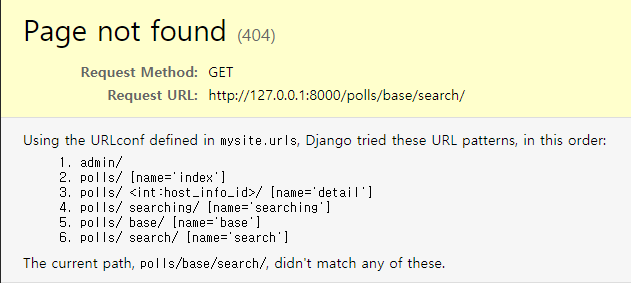 Page not found (404)
Request Method: GET
Request URL: http://127.0.0.1:8000/polls/base/search/
Using the URLconf defined in mysite.urls, Django tried these URL patterns, in this order:
1. admin/
2. polls/ [name='index']
3. polls/ <int:host_info_id>/ [name='detail']
4. polls/ searching/ [name='searching']
5. polls/ base/ [name='base']
6. polls/ search/ [name='search']
The current path, polls/base/search/, didn't match any of these.